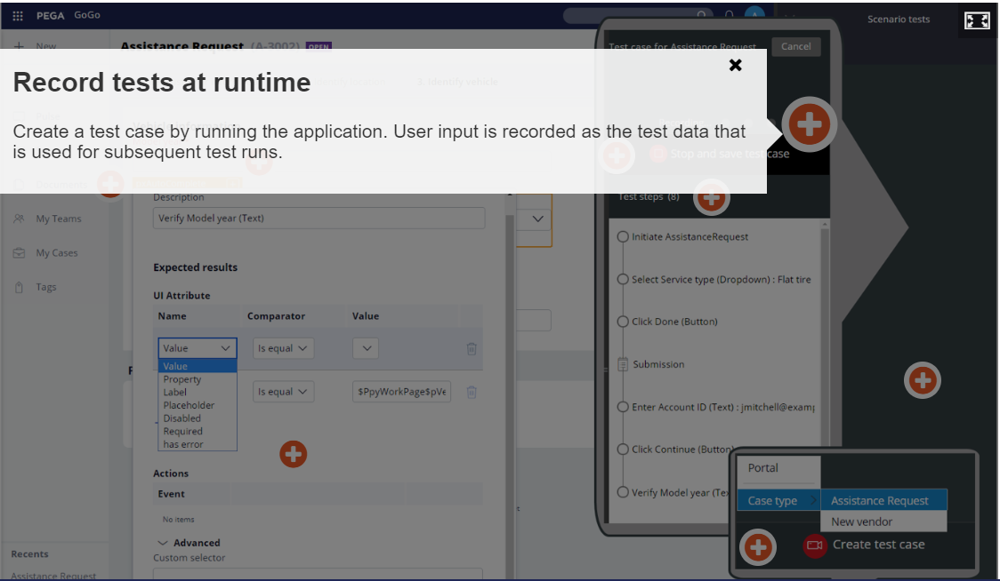 PEGA GoGo
Scenario tests
New
Assistance Request (A-3002) OPEN
Test case for Assistance Request
Cancel
Record tests at runtime
Create a test case by running the application. User input is recorded as the test data that
is used for subsequent test runs.
Stop and save test case
Test steps (8)
My Teams
My Cases
Tags
Recents
Assistance Request
Description
Verify Model year (Text)
Expected results
UI Attribute
Name Comparator Value
Value Is equal
Value
Property
Label
Placeholder
Disabled
Required
has error
Is equal $PpyWorkPage$pVe
Actions
Event
No items
Advanced
Custom selector
Initiate AssistanceRequest
Select Service type (Dropdown) : Flat tire
Click Done (Button)
Submission
Enter Account ID (Text) : jmitchell@examp
Click Continue (Button)
Verify Model year (Te
Portal
Case type
Assistance Request
New vendor
Create test case